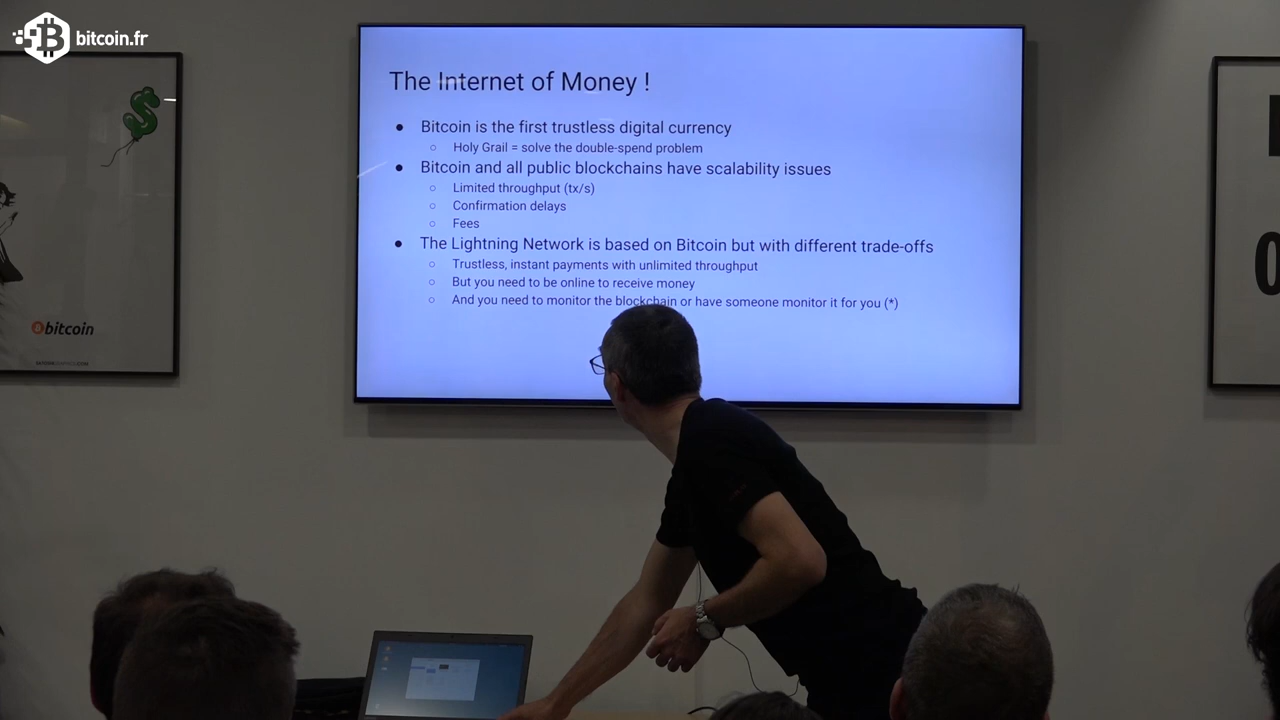 bitcoin.fr
The Internet of Money !
Bitcoin is the first trustless digital currency
Holy Grail = solve the double-spend problem
Bitcoin and all public blockchains have scalability issues
Limited throughput (tx/s)
Confirmation delays
Fees
The Lightning Network is based on Bitcoin but with different trade-offs
Trustless, instant payments with unlimited throughput
But you need to be online to receive money
And you need to monitor the blockchain or have someone monitor it for you (*)
bitcoin